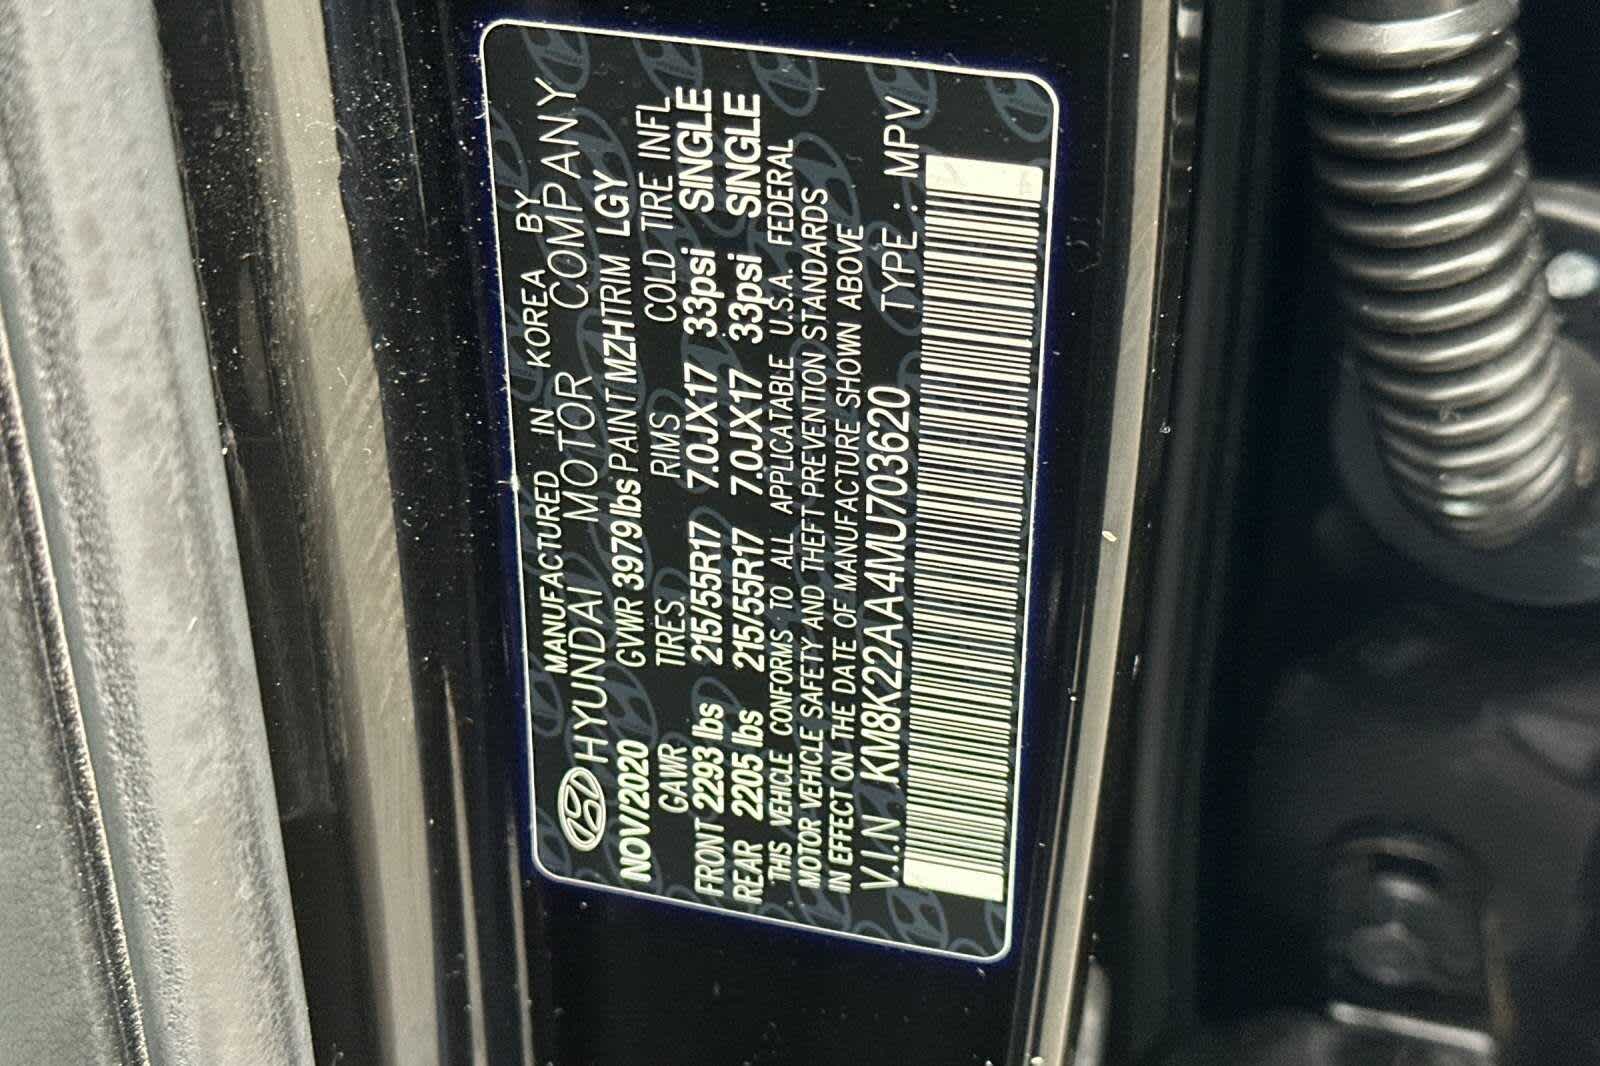 MANUFACTURED IN KOREA BY
HYUNDAI MOTOR COMPANY
NOV/2020 GVWR 3979lbs PAINT MZH TRIM LGY
GAWR TIRES RIMS COLD TIRE INFL
FRONT 2293 lbs 215/55R17 7.0JX17 33psi SINGLE
REAR 2205 lbs 215/55R17 7.0JX17 33psi SINGLE
THIS VEHICLE CONFORMS TO ALL APPLICABLE U.S.A. FEDERAL
MOTOR VEHICLE SAFETY AND THEFT PREVENTION STANDARDS
IN EFFECT ON THE DATE OF MANUFACTURE SHOWN ABOVE
V.I.N KM8K22AA4MU703620 TYPE : MPV